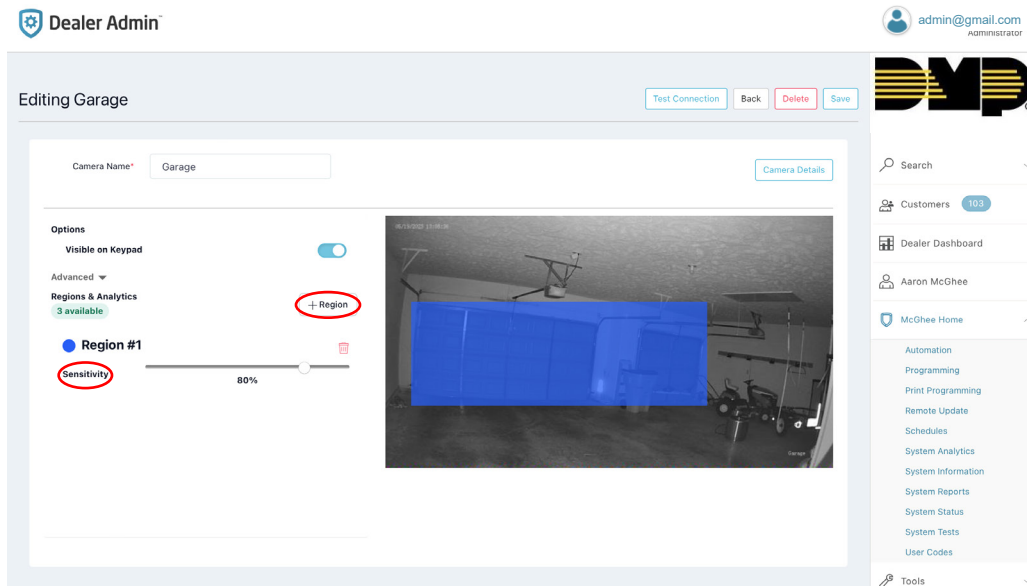 Dealer Admin™
admin@gmail.com
Administrator
DMP
Editing Garage
Test Connection
Back
Delete
Save
Camera Name*
Garage
Camera Details
Options
Visible on Keypad
Advanced
Regions & Analytics
3 available
+ Region
Region #1
Sensitivity
80%
Garage
Search
Customers 103
Dealer Dashboard
Aaron McGhee
McGhee Home
Automation
Programming
Print Programming
Remote Update
Schedules
System Analytics
System Information
System Reports
System Status
System Tests
User Codes
Tools